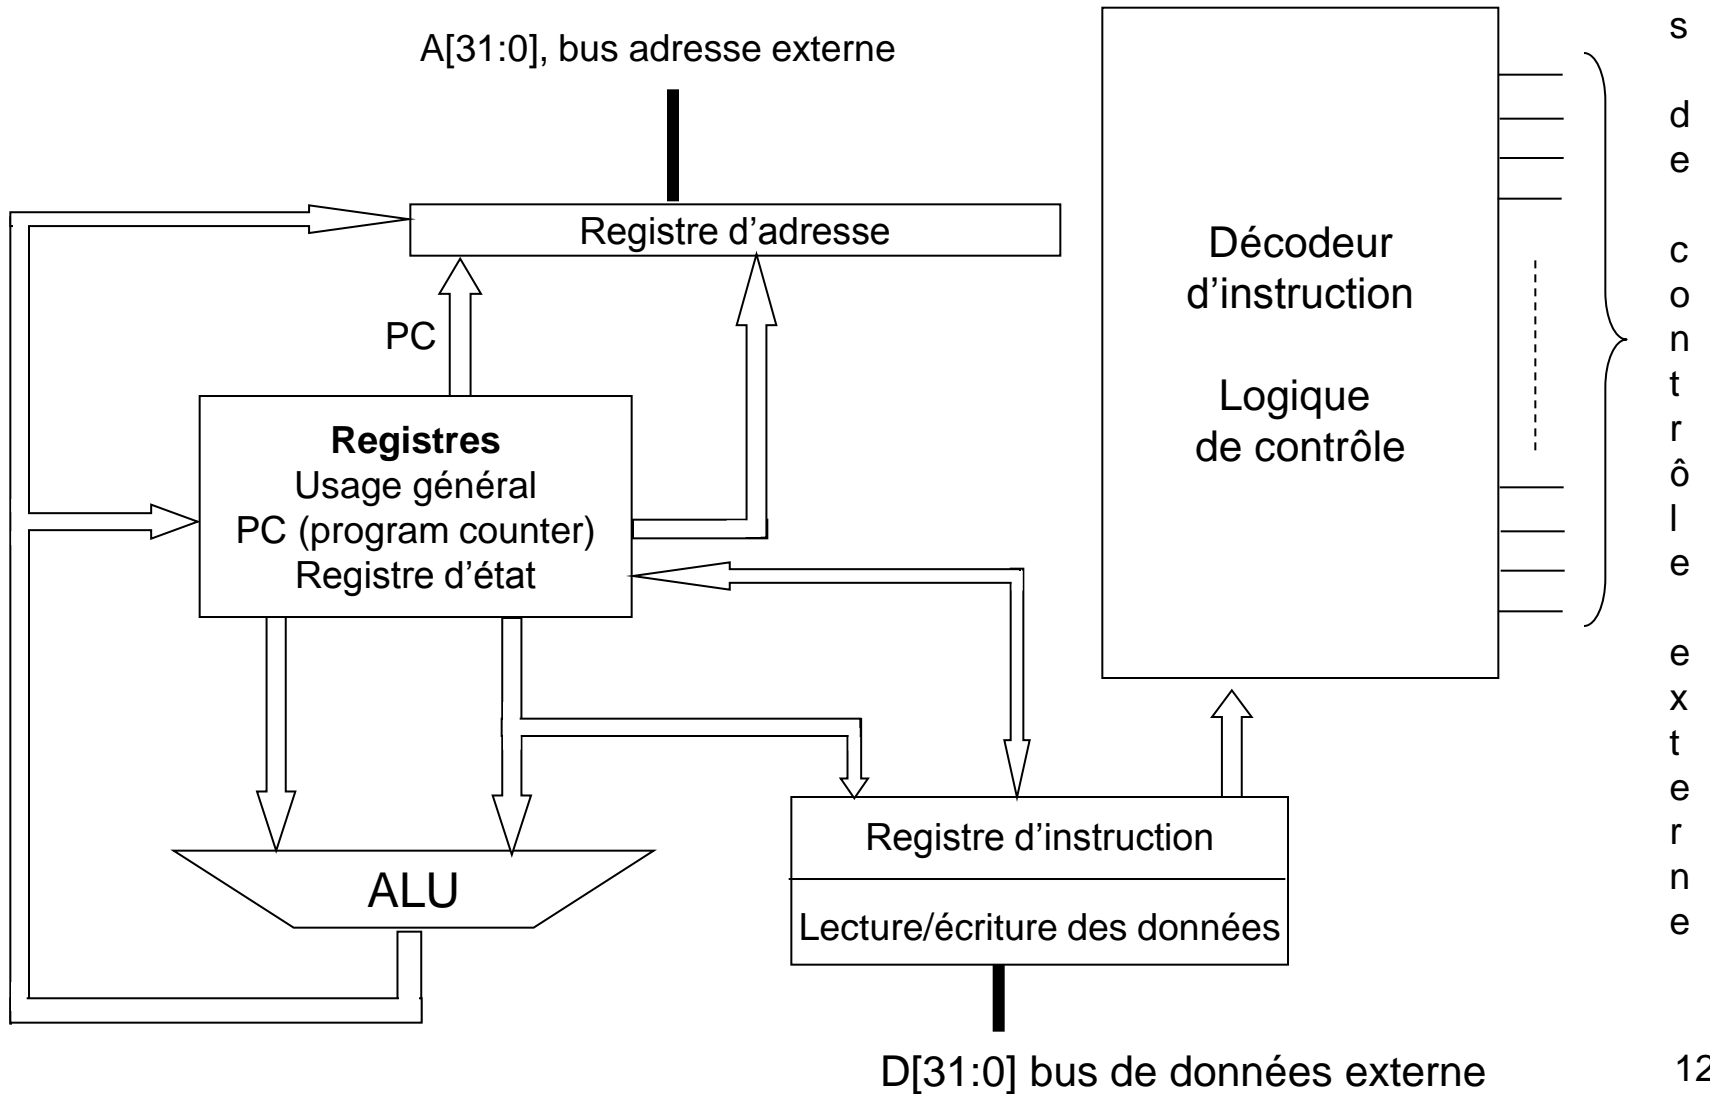 A[31:0], bus adresse externe
Registre d’adresse
PC
Registres
Usage général
PC (program counter)
Registre d’état
ALU
Décodeur
d’instruction
Logique
de contrôle
Registre d’instruction
Lecture/écriture des données
D[31:0] bus de données externe
s
d
e
c
o
n
t
r
ô
l
e
e
x
t
e
r
n
e
12